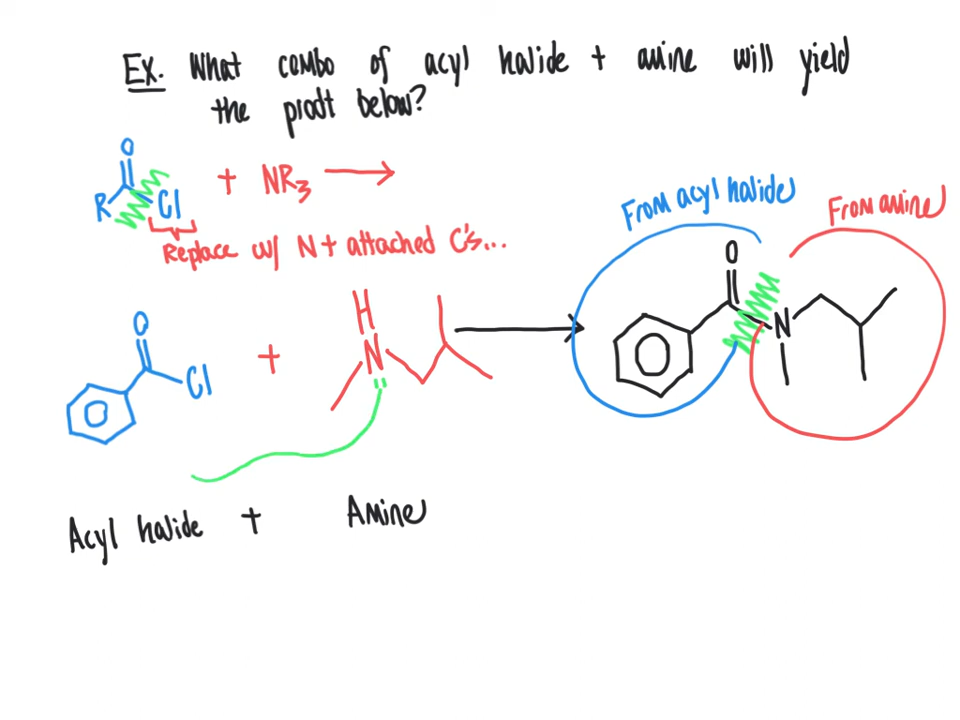 Ex. What combo of acyl halide + amine will yield
the prodt below?
O
R Cl + NR3
Replace w/ N + attached C's...
From acyl halide
From amine
O
N
O
Cl
+
H
N
Acyl halide + Amine